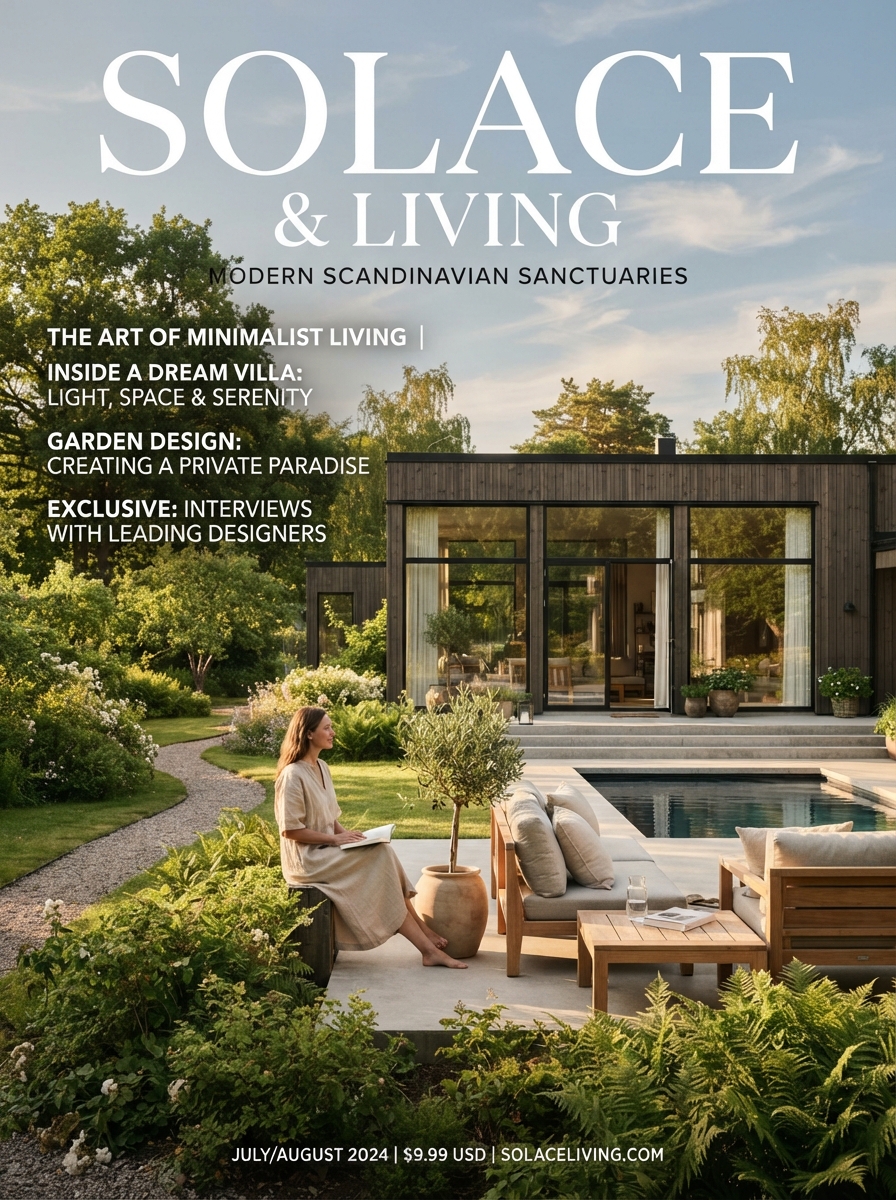 SOLACE
& LIVING
MODERN SCANDINAVIAN SANCTUARIES
THE ART OF MINIMALIST LIVING |
INSIDE A DREAM VILLA:
LIGHT, SPACE & SERENITY
GARDEN DESIGN:
CREATING A PRIVATE PARADISE
EXCLUSIVE: INTERVIEWS
WITH LEADING DESIGNERS
JULY/AUGUST 2024 | $9.99 USD | SOLACELIVING.COM